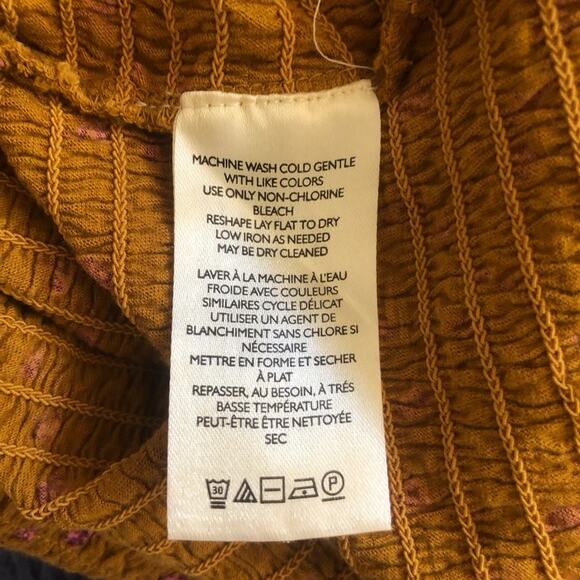 MACHINE WASH COLD GENTLE
WITH LIKE COLORS
USE ONLY NON-CHLORINE
BLEACH
RESHAPE LAY FLAT TO DRY
LOW IRON AS NEEDED
MAY BE DRY CLEANED
LAVER À LA MACHINE À L'EAU
FROIDE AVEC COULEURS
SIMILAIRES CYCLE DÉLICAT
UTILISER UN AGENT DE
BLANCHIMENT SANS CHLORE SI
NÉCESSAIRE
METTRE EN FORME ET SECHER
À PLAT
REPASSER, AU BESOIN, À TRÉS
BASSE TEMPÉRATURE
PEUT-ÊTRE ÊTRE NETTOYÉE
SEC
30 P